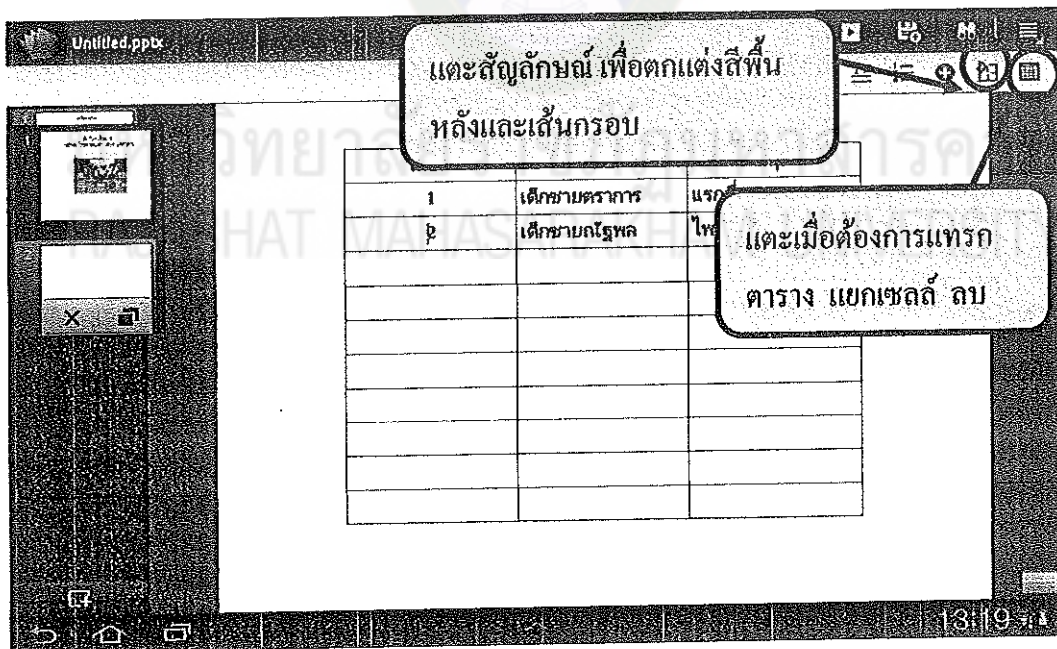 Untitled.pptx
แตะสัญลักษณ์ เพื่อตกแต่งสีพื้น
หลังและเส้นกรอบ
1 เด็กชายตราการ
2 เด็กชายณัฐพล
แตะเมื่อต้องการแทรก
ตาราง แยกเซลล์ ลบ
RAJABHAT MAHASARAKHAM UNIVERSITY
13:19